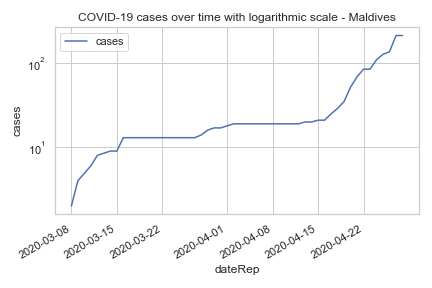 COVID-19 cases over time with logarithmic scale - Maldives
cases
10²
10¹
cases
2020-03-08
2020-03-15
2020-03-22
2020-04-01
2020-04-08
2020-04-15
2020-04-22
dateRep